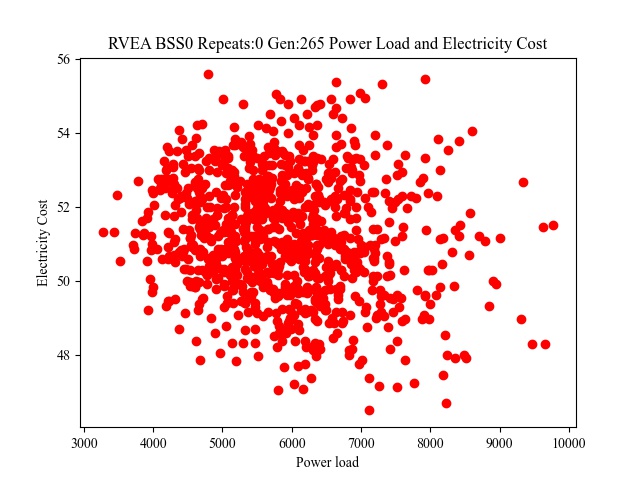 RVEA BSS0 Repeats:0 Gen:265 Power Load and Electricity Cost
56
54
52
50
48
Electricity Cost
3000 4000 5000 6000 7000 8000 9000 10000
Power load